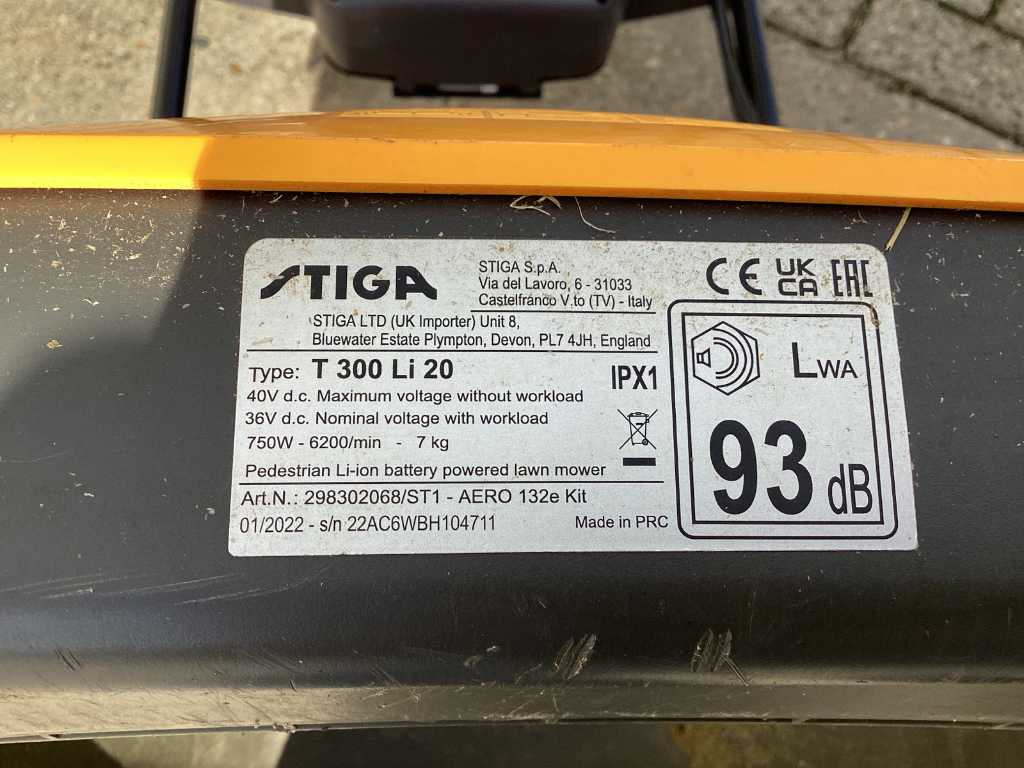 STIGA
STIGA S.p.A.
Via del Lavoro, 6 - 31033
Castelfranco V.to (TV) - Italy
CE UK CA EAC
STIGA LTD (UK Importer) Unit 8,
Bluewater Estate Plympton, Devon, PL7 4JH, England
Type: T 300 Li 20
IPX1
40V d.c. Maximum voltage without workload
36V d.c. Nominal voltage with workload
750W - 6200/min - 7 kg
Pedestrian Li-ion battery powered lawn mower
Art.N.: 298302068/ST1 - AERO 132e Kit
01/2022 - s/n 22AC6WBH104711
Made in PRC
LWA
93 dB